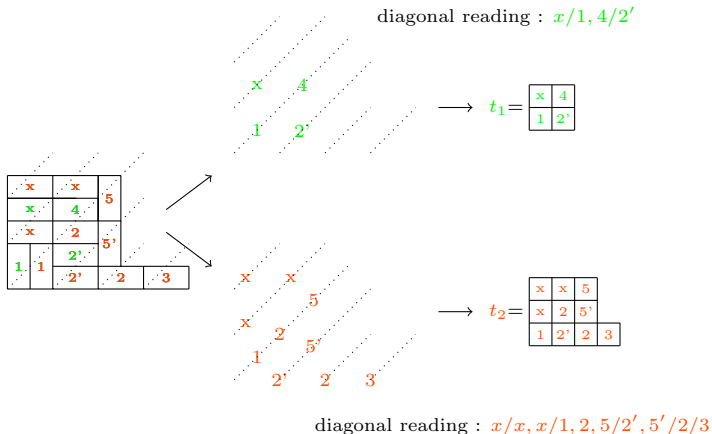 diagonal reading : x/1, 4/2′
x 4
1 2'
t₁=
x 4
1 2'
x x 5
x 4
x 2 5'
1 1 2'
2' 2 3
x x
5
x 2 5'
1
2' 2 3
t₂=
x x 5
x 2 5'
1 2' 2 3
diagonal reading : x/x, x/1, 2, 5/2′, 5′/2/3